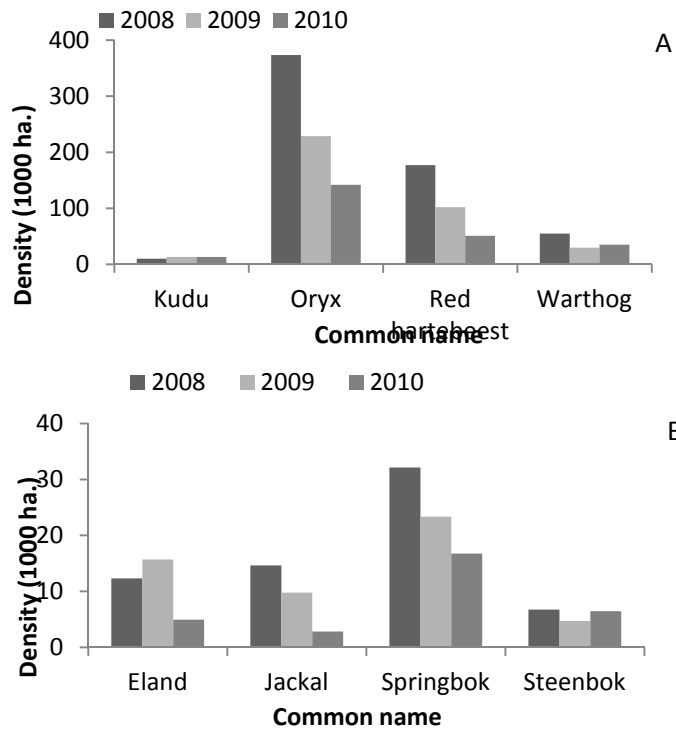 2008 2009 2010
A
400
300
200
100
0
Density (1000 ha.)
Kudu Oryx Red hartebeest Warthog
Common name
2008 2009 2010
40
30
20
10
0
Density (1000 ha.)
Eland Jackal Springbok Steenbok
Common name